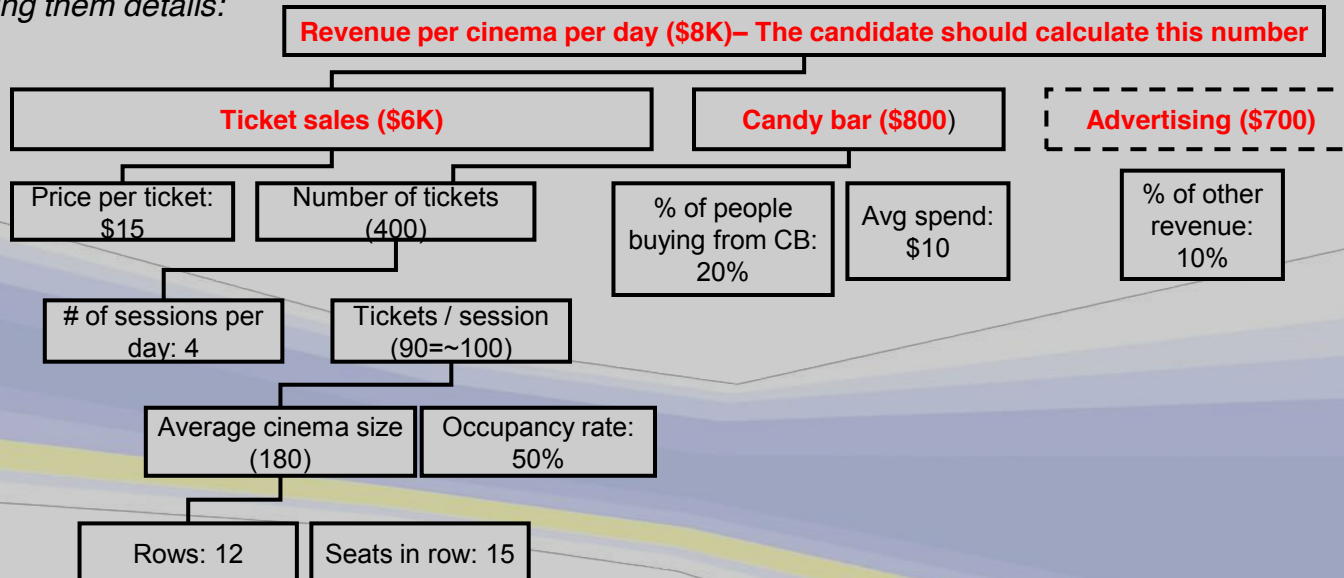 ing them details:
Revenue per cinema per day ($8K)– The candidate should calculate this number
Ticket sales ($6K)
Candy bar ($800)
Advertising ($700)
Price per ticket:
$15
Number of tickets
(400)
% of people
buying from CB:
20%
Avg spend:
$10
% of other
revenue:
10%
# of sessions per
day: 4
Tickets / session
(90=~100)
Average cinema size
(180)
Occupancy rate:
50%
Rows: 12
Seats in row: 15